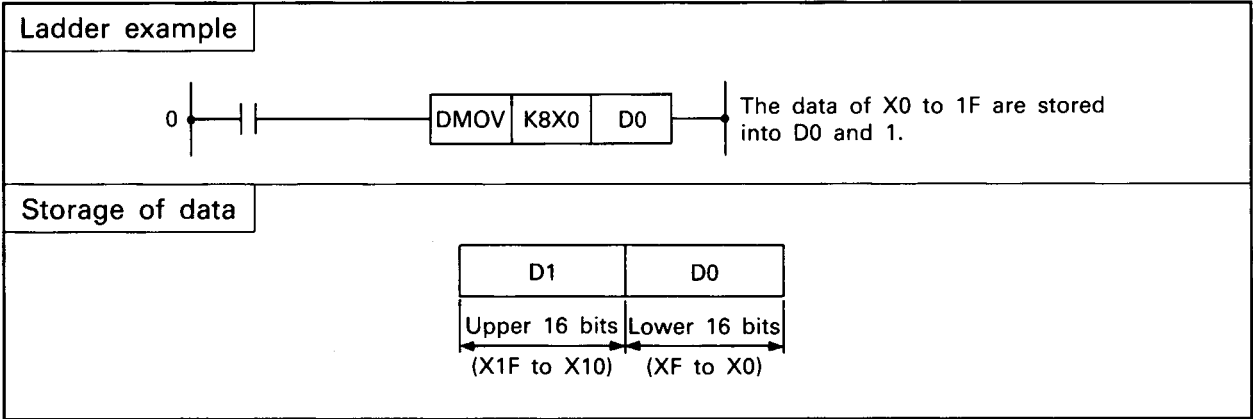 Ladder example
0
DMOV K8X0 D0
The data of X0 to 1F are stored
into D0 and 1.
Storage of data
D1 D0
Upper 16 bits Lower 16 bits
(X1F to X10) (XF to X0)